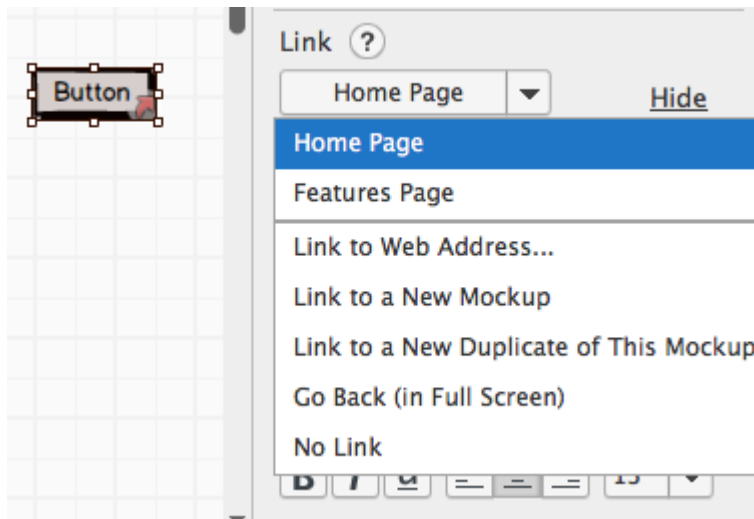 Link ?
Button
Home Page
Hide
Home Page
Features Page
Link to Web Address...
Link to a New Mockup
Link to a New Duplicate of This Mockup
Go Back (in Full Screen)
No Link
B I u